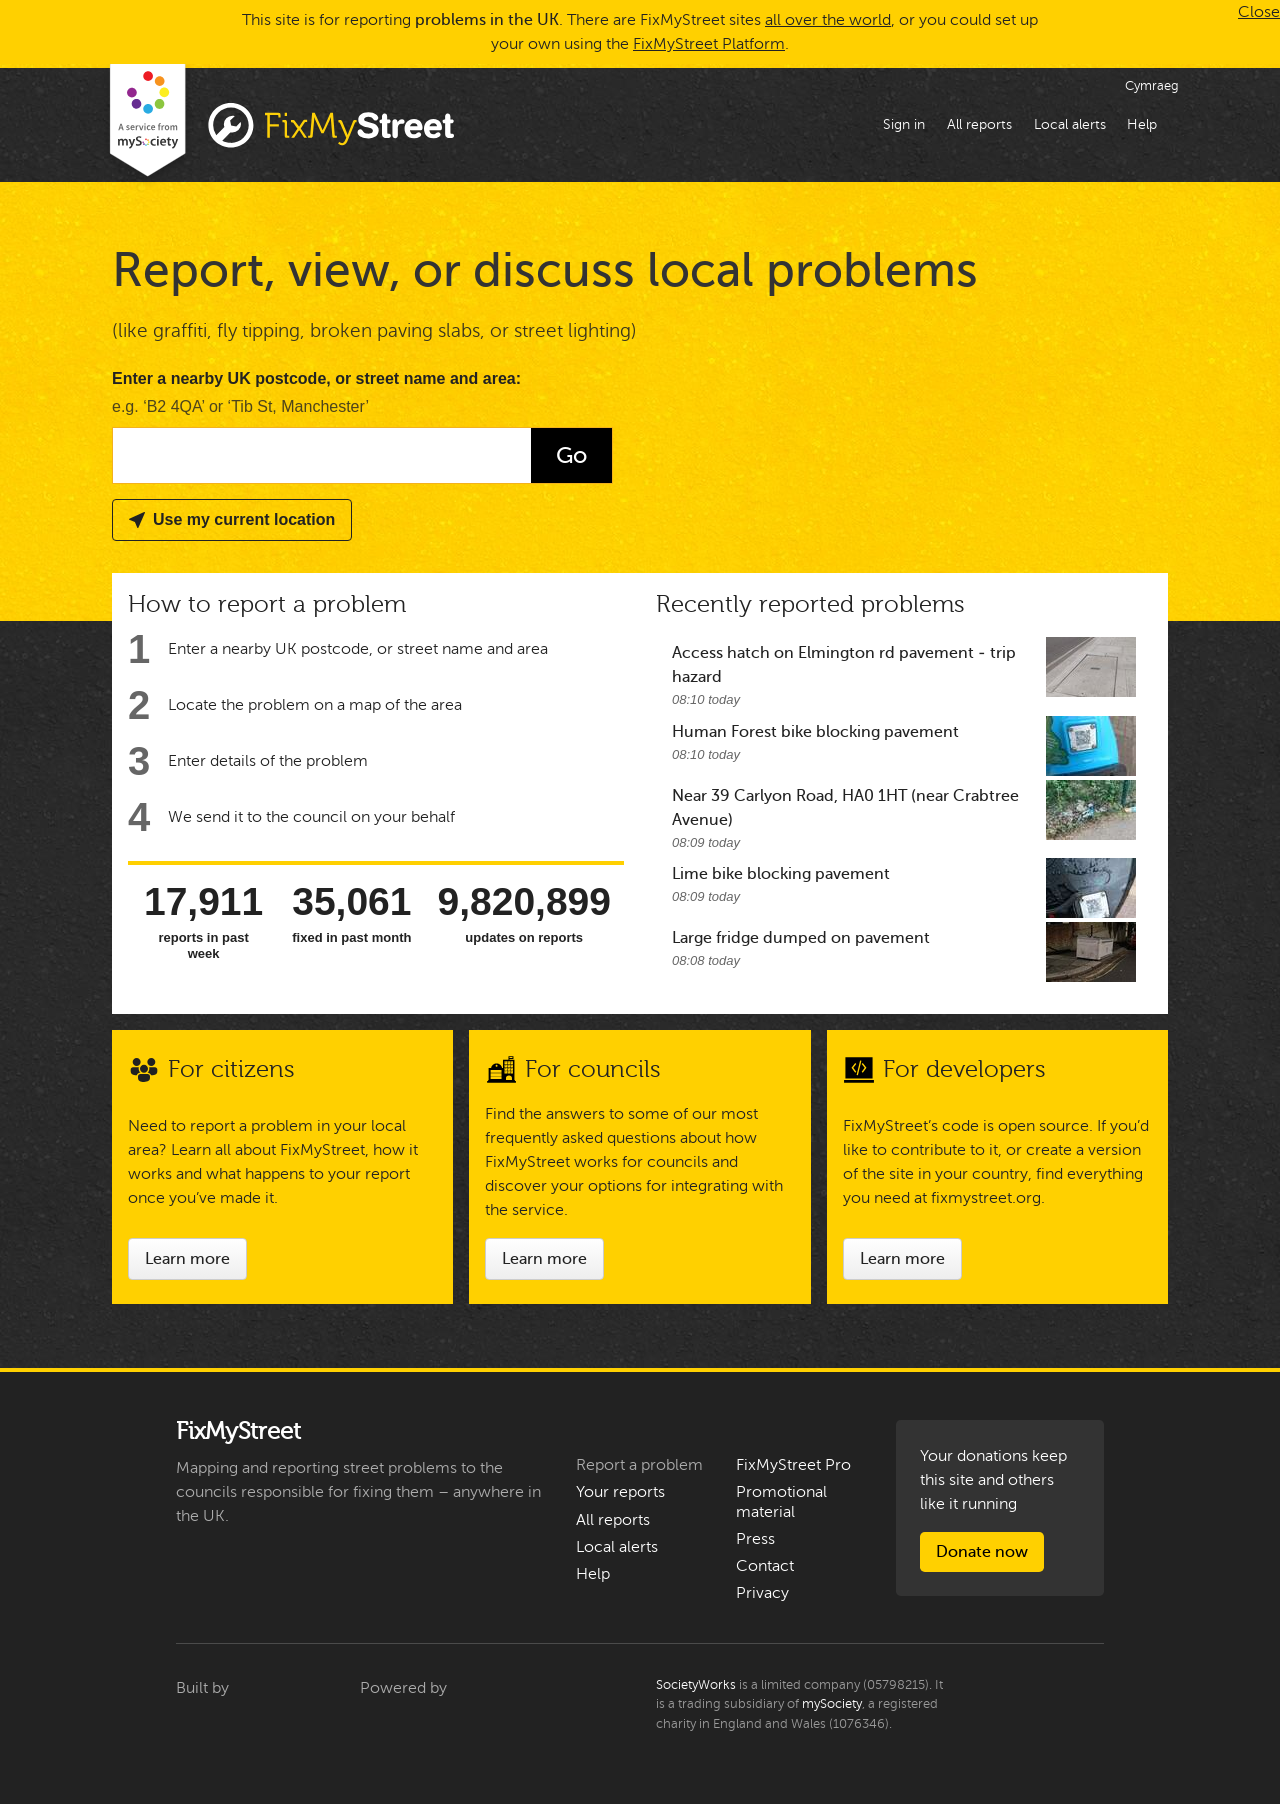 This site is for reporting problems in the UK. There are FixMyStreet sites all over the world, or you could set up
your own using the FixMyStreet Platform.
Close
Cymraeg
A service from
mySociety
FixMyStreet
Sign in
All reports
Local alerts
Help
Report, view, or discuss local problems
(like graffiti, fly tipping, broken paving slabs, or street lighting)
Enter a nearby UK postcode, or street name and area:
e.g. ‘B2 4QA’ or ‘Tib St, Manchester’
Go
Use my current location
How to report a problem
1 Enter a nearby UK postcode, or street name and area
2 Locate the problem on a map of the area
3 Enter details of the problem
4 We send it to the council on your behalf
17,911
reports in past
week
35,061
fixed in past month
9,820,899
updates on reports
Recently reported problems
Access hatch on Elmington rd pavement - trip
hazard
08:10 today
Human Forest bike blocking pavement
08:10 today
Near 39 Carlyon Road, HA0 1HT (near Crabtree
Avenue)
08:09 today
Lime bike blocking pavement
08:09 today
Large fridge dumped on pavement
08:08 today
For citizens
Need to report a problem in your local
area? Learn all about FixMyStreet, how it
works and what happens to your report
once you’ve made it.
Learn more
For councils
Find the answers to some of our most
frequently asked questions about how
FixMyStreet works for councils and
discover your options for integrating with
the service.
Learn more
For developers
FixMyStreet’s code is open source. If you’d
like to contribute to it, or create a version
of the site in your country, find everything
you need at fixmystreet.org.
Learn more
FixMyStreet
Mapping and reporting street problems to the
councils responsible for fixing them – anywhere in
the UK.
Report a problem
Your reports
All reports
Local alerts
Help
FixMyStreet Pro
Promotional
material
Press
Contact
Privacy
Your donations keep
this site and others
like it running
Donate now
Built by
Powered by
SocietyWorks is a limited company (05798215). It
is a trading subsidiary of mySociety, a registered
charity in England and Wales (1076346).